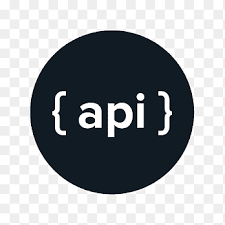 { api }